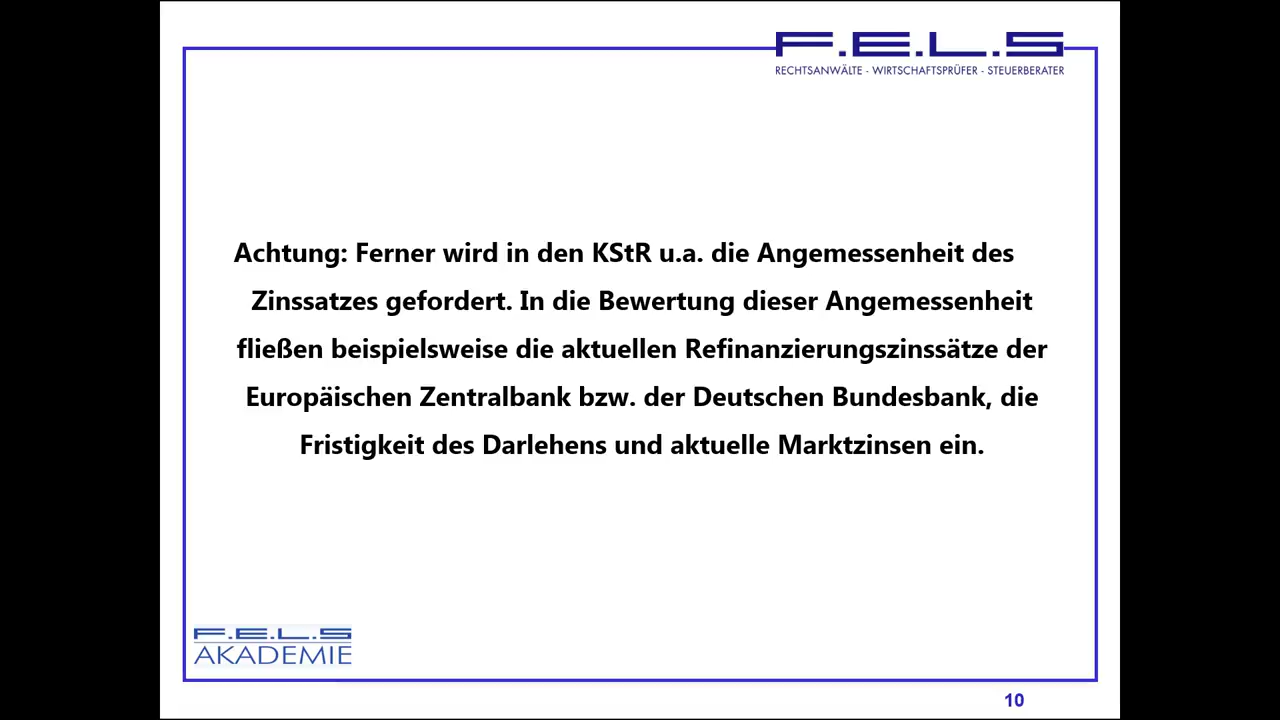 F.E.L.S
RECHTSANWÄLTE - WIRTSCHAFTSPRÜFER - STEUERBERATER
Achtung: Ferner wird in den KStR u.a. die Angemessenheit des
Zinssatzes gefordert. In die Bewertung dieser Angemessenheit
fließen beispielsweise die aktuellen Refinanzierungszinssätze der
Europäischen Zentralbank bzw. der Deutschen Bundesbank, die
Fristigkeit des Darlehens und aktuelle Marktzinsen ein.
F.E.L.S
AKADEMIE
10